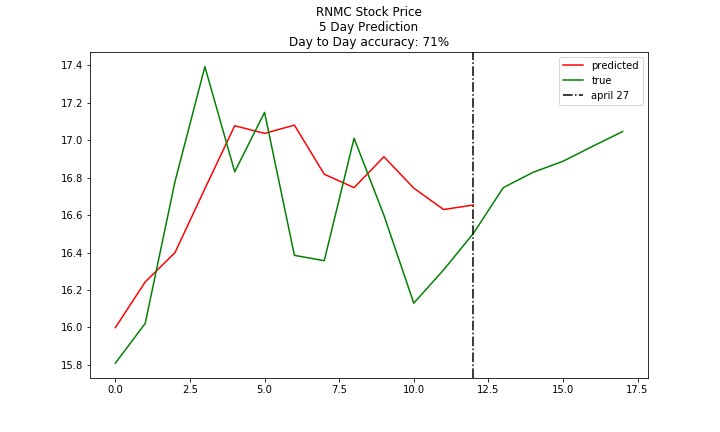 RNMC Stock Price
5 Day Prediction
Day to Day accuracy: 71%
predicted
true
april 27
17.4
17.2
17.0
16.8
16.6
16.4
16.2
16.0
15.8
0.0 2.5 5.0 7.5 10.0 12.5 15.0 17.5